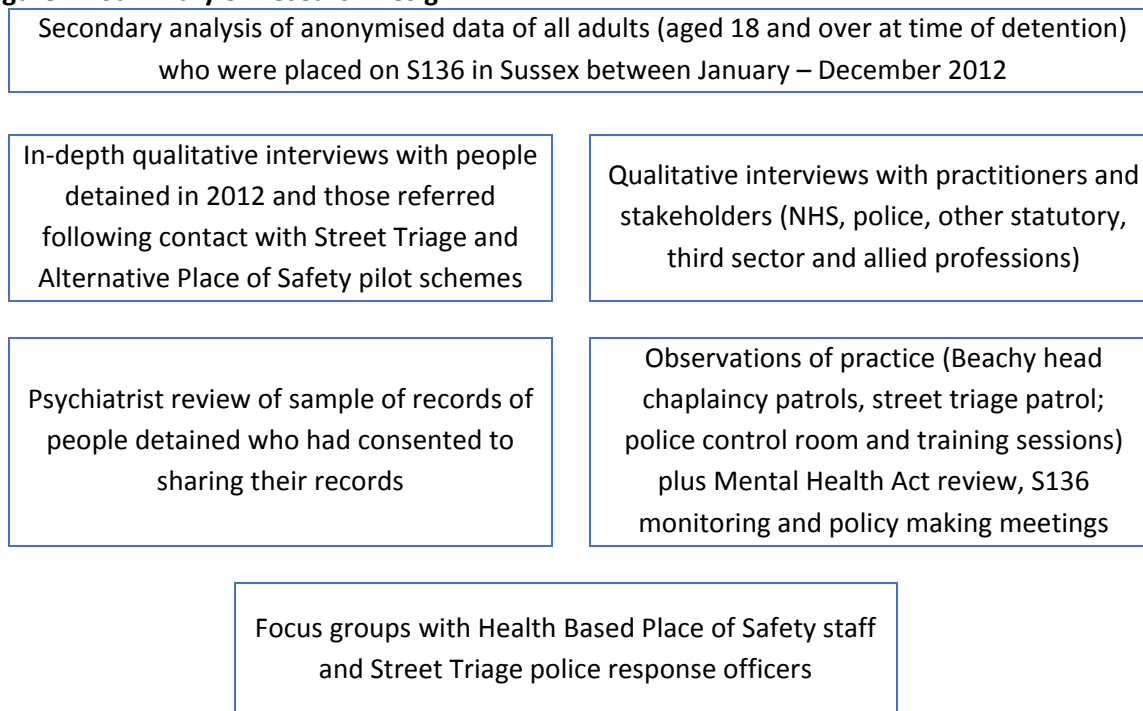 Secondary analysis of anonymised data of all adults (aged 18 and over at time of detention)
who were placed on S136 in Sussex between January – December 2012
In-depth qualitative interviews with people
detained in 2012 and those referred
following contact with Street Triage and
Alternative Place of Safety pilot schemes
Qualitative interviews with practitioners and
stakeholders (NHS, police, other statutory,
third sector and allied professions)
Psychiatrist review of sample of records of
people detained who had consented to
sharing their records
Observations of practice (Beachy head
chaplaincy patrols, street triage patrol;
police control room and training sessions)
plus Mental Health Act review, S136
monitoring and policy making meetings
Focus groups with Health Based Place of Safety staff
and Street Triage police response officers